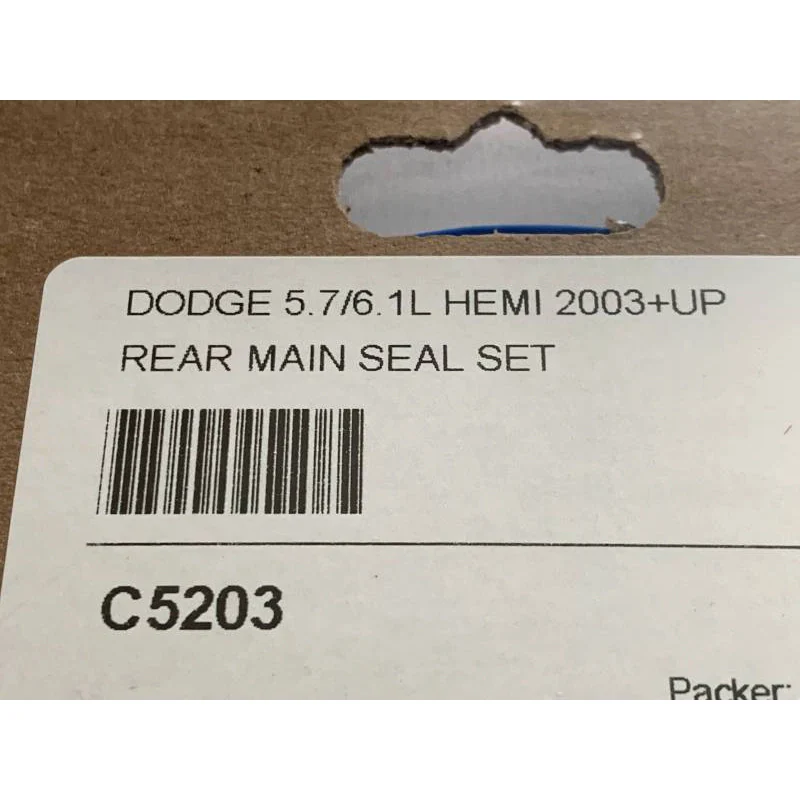 DODGE 5.7/6.1L HEMI 2003+UP
REAR MAIN SEAL SET
C5203
Packer: